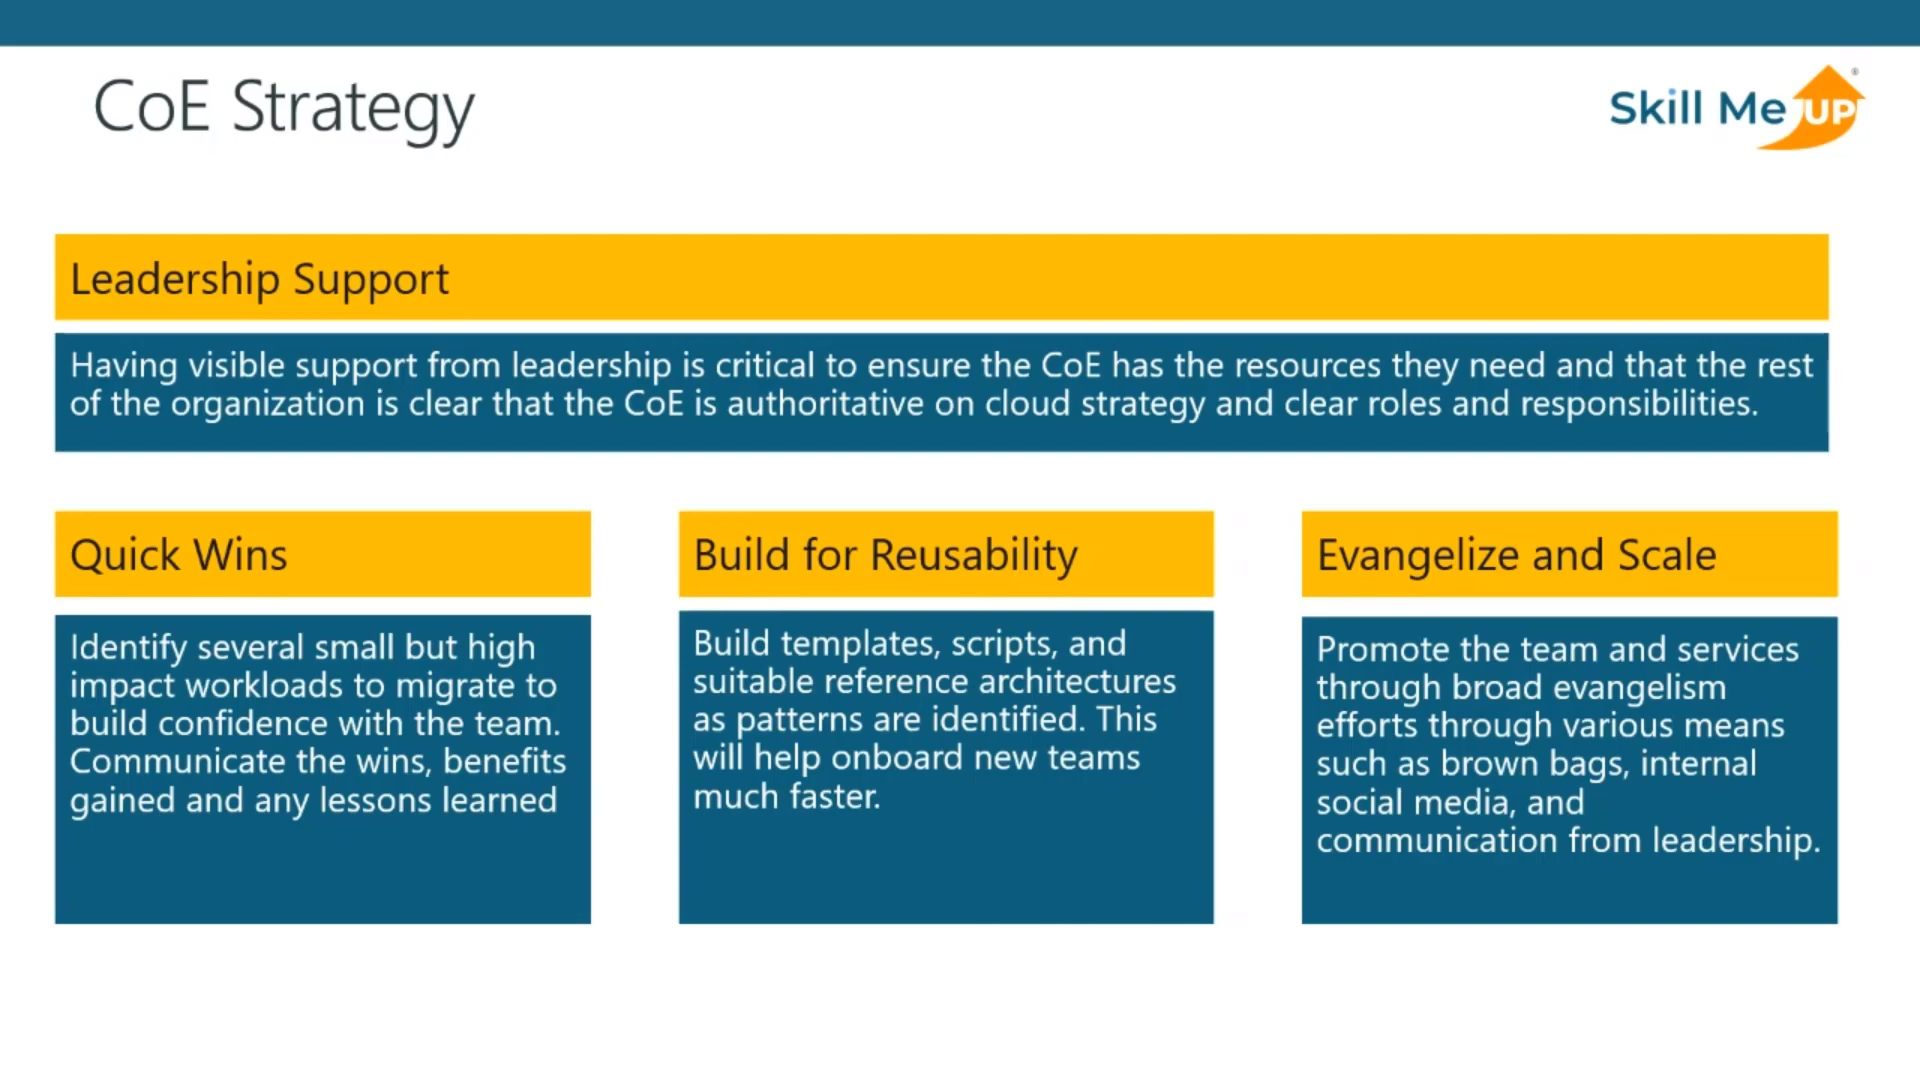 CoE Strategy
Skill Me UP
®
Leadership Support
Having visible support from leadership is critical to ensure the CoE has the resources they need and that the rest
of the organization is clear that the CoE is authoritative on cloud strategy and clear roles and responsibilities.
Quick Wins
Identify several small but high
impact workloads to migrate to
build confidence with the team.
Communicate the wins, benefits
gained and any lessons learned
Build for Reusability
Build templates, scripts, and
suitable reference architectures
as patterns are identified. This
will help onboard new teams
much faster.
Evangelize and Scale
Promote the team and services
through broad evangelism
efforts through various means
such as brown bags, internal
social media, and
communication from leadership.